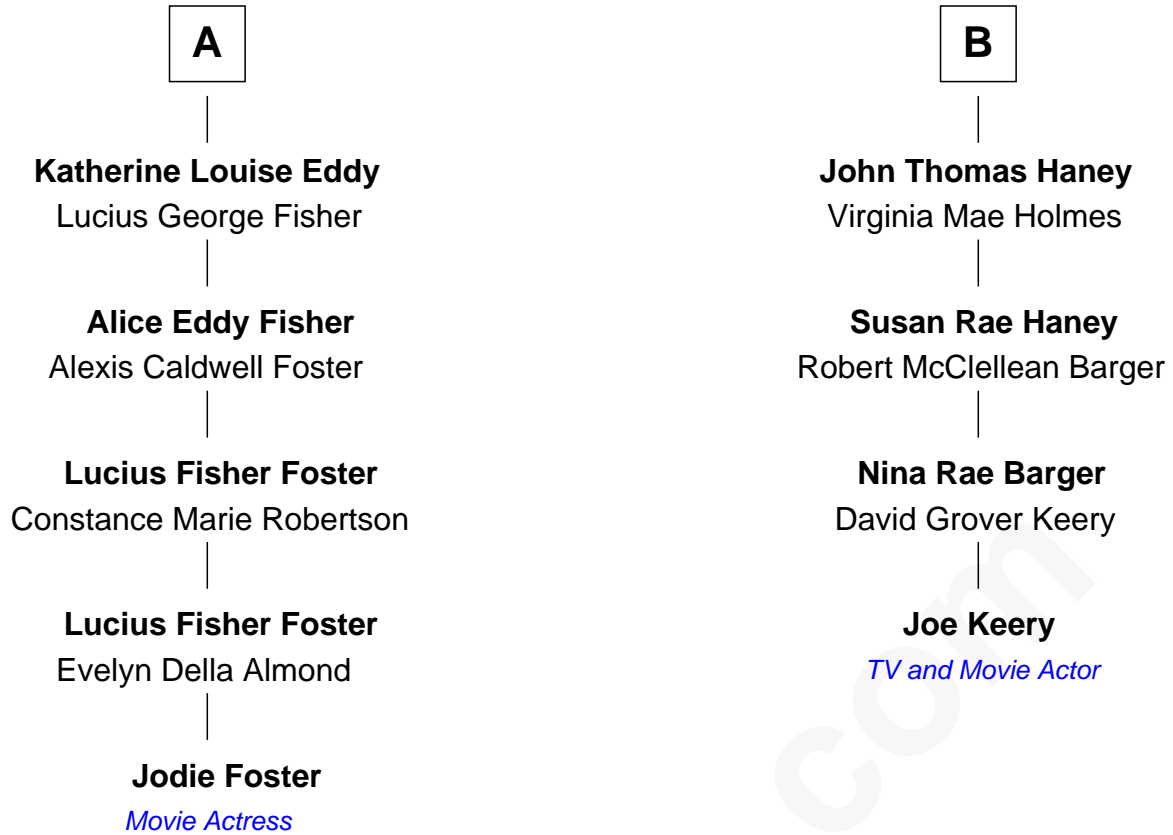 A
Katherine Louise Eddy
Lucius George Fisher
Alice Eddy Fisher
Alexis Caldwell Foster
Lucius Fisher Foster
Constance Marie Robertson
Lucius Fisher Foster
Evelyn Della Almond
Jodie Foster
Movie Actress
B
John Thomas Haney
Virginia Mae Holmes
Susan Rae Haney
Robert McClellean Barger
Nina Rae Barger
David Grover Keery
Joe Keery
TV and Movie Actor
com